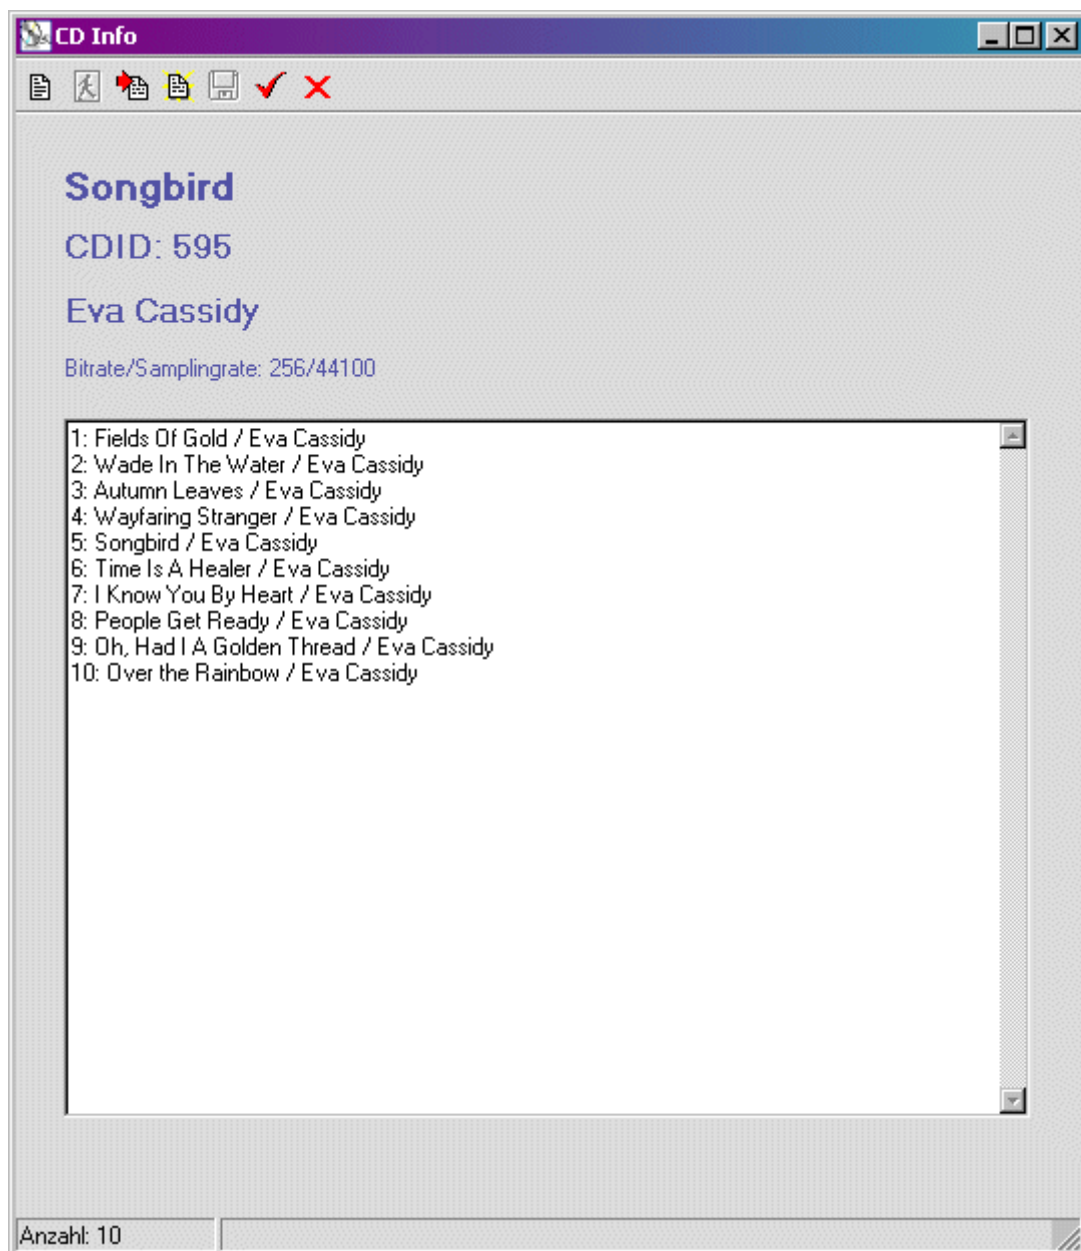 CD Info
Songbird
CDID: 595
Eva Cassidy
Bitrate/Samplingrate: 256/44100
1: Fields Of Gold / Eva Cassidy
2: Wade In The Water / Eva Cassidy
3: Autumn Leaves / Eva Cassidy
4: Wayfaring Stranger / Eva Cassidy
5: Songbird / Eva Cassidy
6: Time Is A Healer / Eva Cassidy
7: I Know You By Heart / Eva Cassidy
8: People Get Ready / Eva Cassidy
9: Oh, Had I A Golden Thread / Eva Cassidy
10: Over the Rainbow / Eva Cassidy
Anzahl: 10